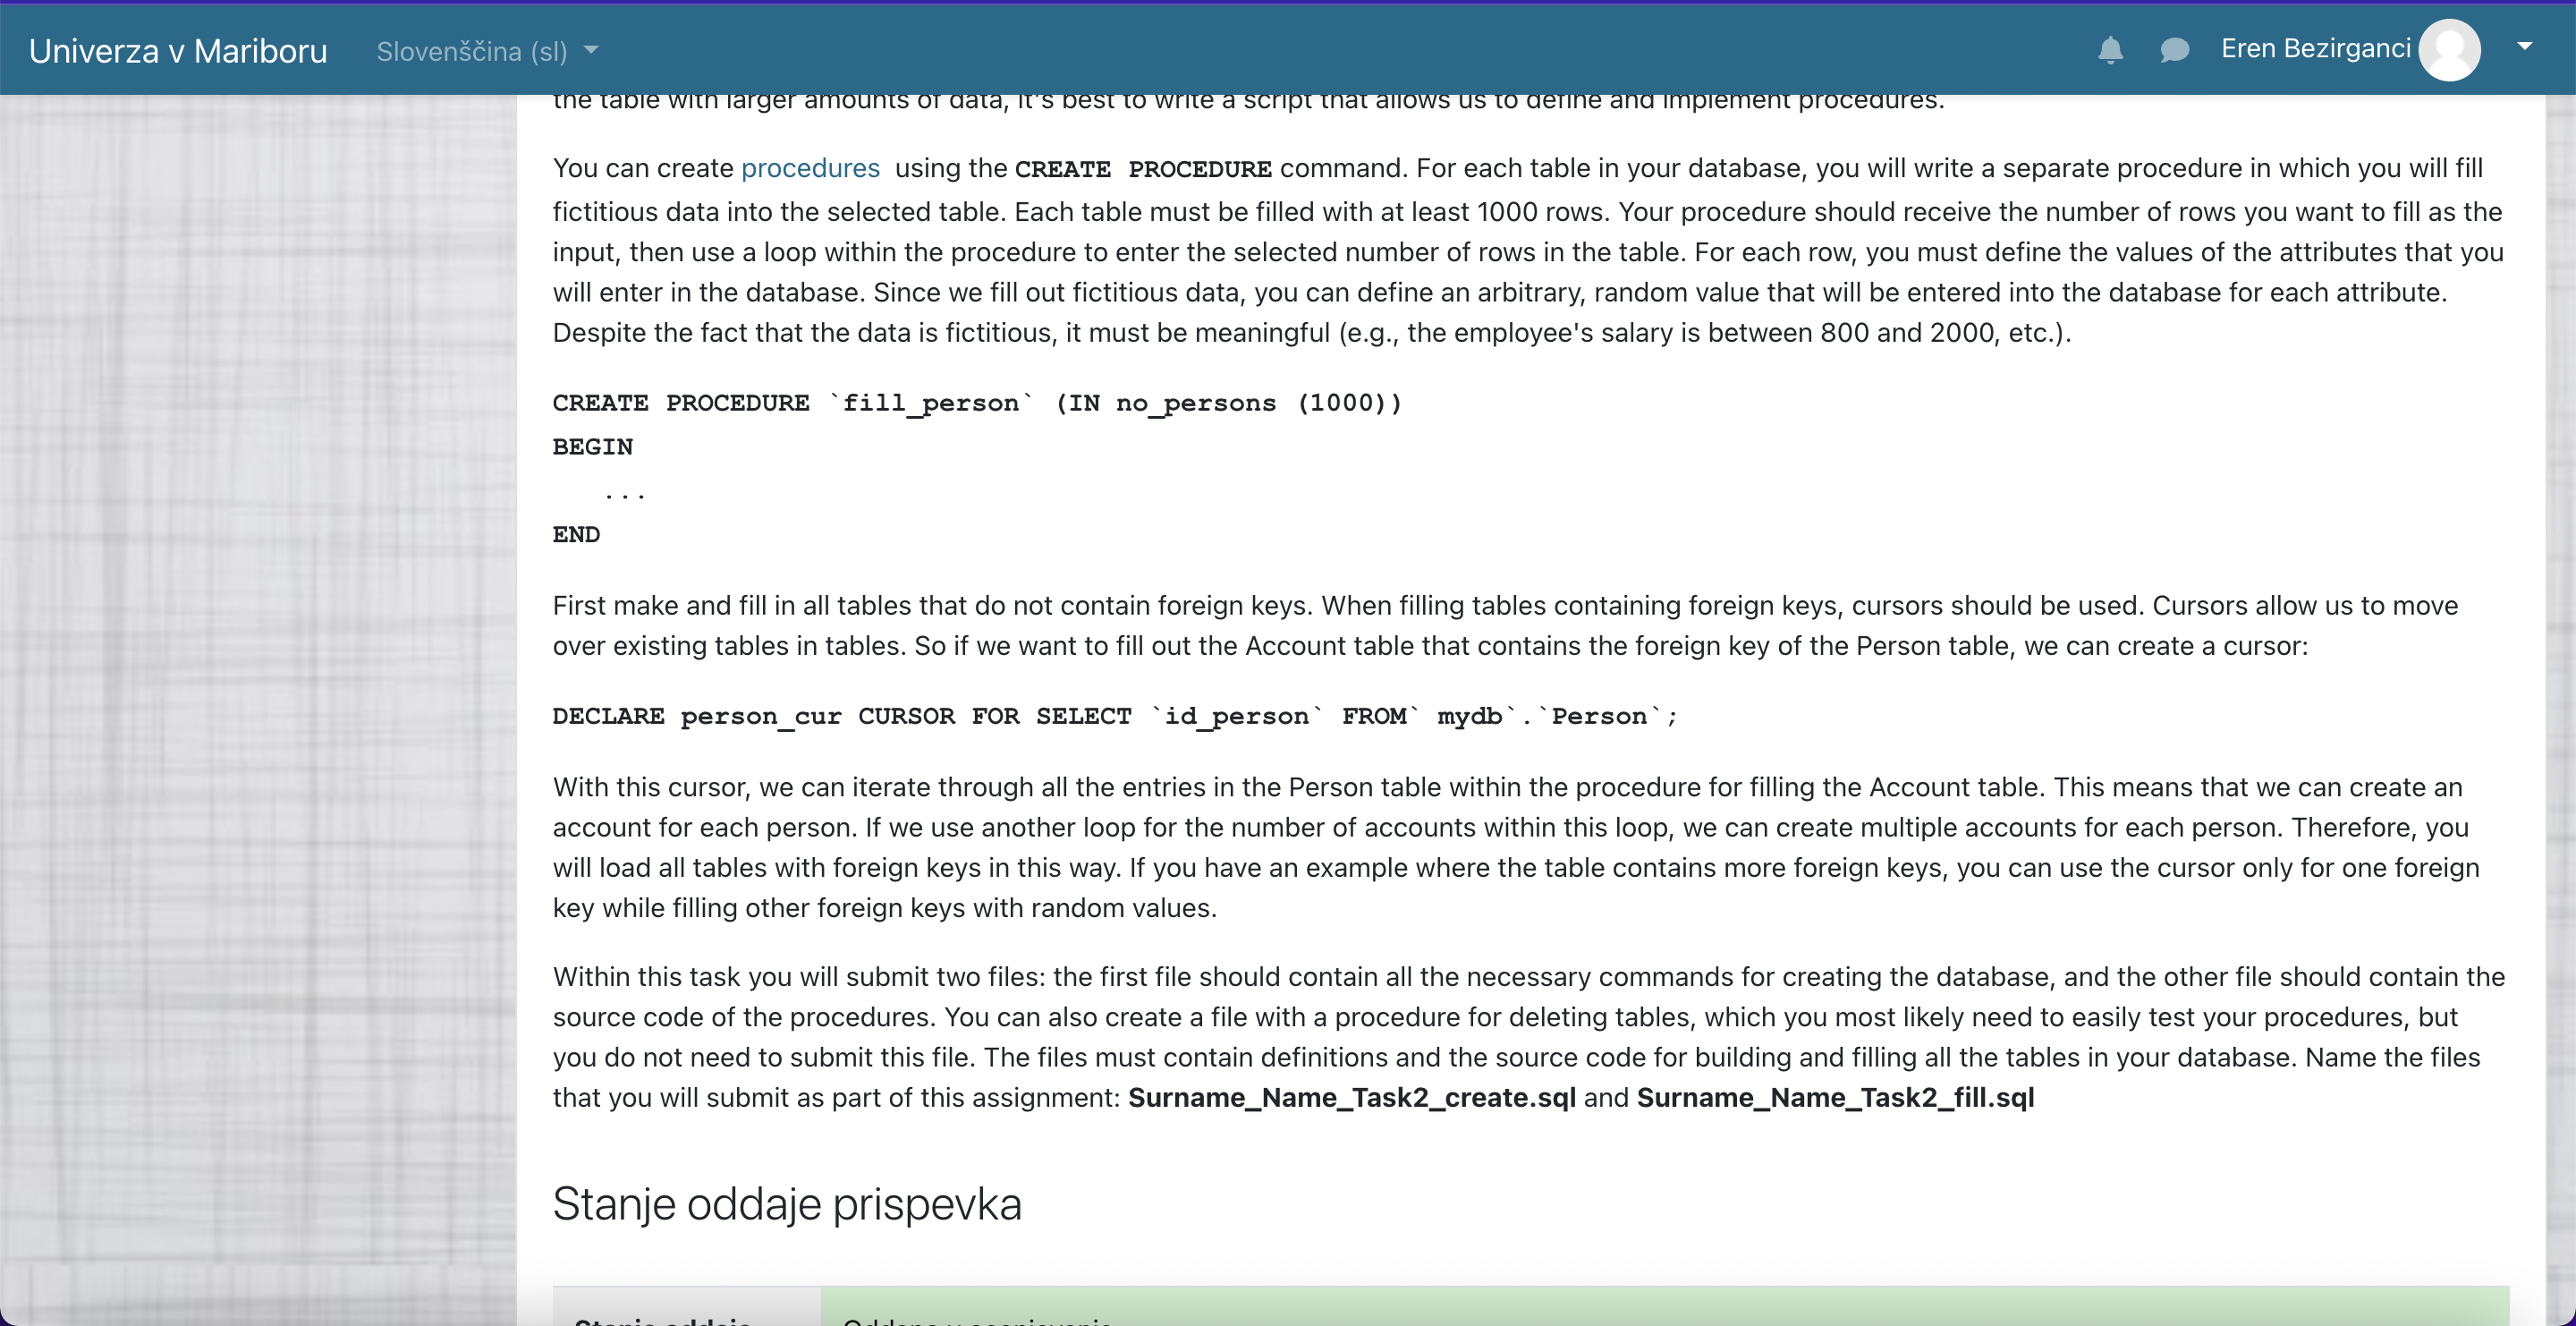 Univerza v Mariboru Slovenščina (sl) Eren Bezirganci
the table with larger amounts of data, it's best to write a script that allows us to define and implement procedures.
You can create procedures using the CREATE PROCEDURE command. For each table in your database, you will write a separate procedure in which you will fill
fictitious data into the selected table. Each table must be filled with at least 1000 rows. Your procedure should receive the number of rows you want to fill as the
input, then use a loop within the procedure to enter the selected number of rows in the table. For each row, you must define the values of the attributes that you
will enter in the database. Since we fill out fictitious data, you can define an arbitrary, random value that will be entered into the database for each attribute.
Despite the fact that the data is fictitious, it must be meaningful (e.g., the employee's salary is between 800 and 2000, etc.).
CREATE PROCEDURE `fill_person` (IN no_persons (1000))
BEGIN
...
END
First make and fill in all tables that do not contain foreign keys. When filling tables containing foreign keys, cursors should be used. Cursors allow us to move
over existing tables in tables. So if we want to fill out the Account table that contains the foreign key of the Person table, we can create a cursor:
DECLARE person_cur CURSOR FOR SELECT `id_person` FROM` mydb`.`Person`;
With this cursor, we can iterate through all the entries in the Person table within the procedure for filling the Account table. This means that we can create an
account for each person. If we use another loop for the number of accounts within this loop, we can create multiple accounts for each person. Therefore, you
will load all tables with foreign keys in this way. If you have an example where the table contains more foreign keys, you can use the cursor only for one foreign
key while filling other foreign keys with random values.
Within this task you will submit two files: the first file should contain all the necessary commands for creating the database, and the other file should contain the
source code of the procedures. You can also create a file with a procedure for deleting tables, which you most likely need to easily test your procedures, but
you do not need to submit this file. The files must contain definitions and the source code for building and filling all the tables in your database. Name the files
that you will submit as part of this assignment: Surname_Name_Task2_create.sql and Surname_Name_Task2_fill.sql
Stanje oddaje prispevka
Stanje oddaje Oddano v ocenjevanje